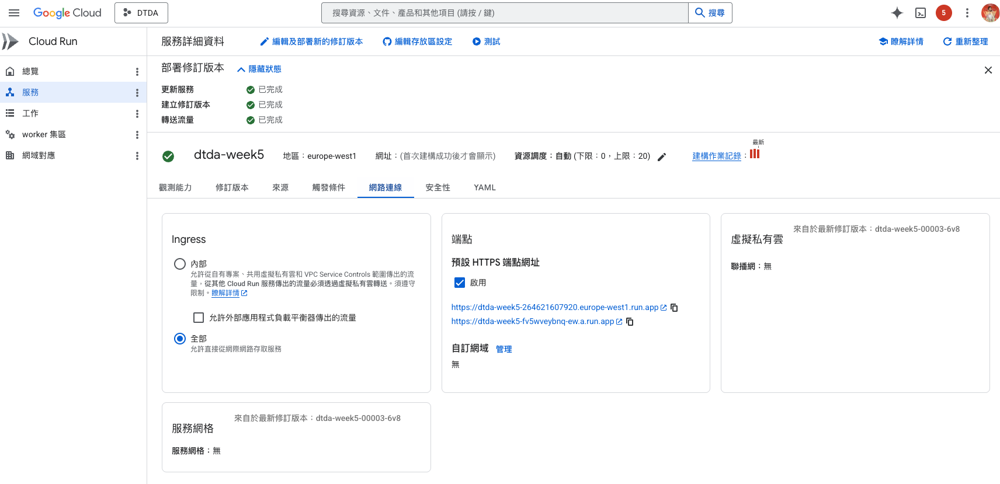 Google Cloud
DTDA
搜尋資源、文件、產品和其他項目 (請按 / 鍵)
搜尋
5
Cloud Run
服務詳細資料
編輯及部署新的修訂版本
編輯存放區設定
測試
瞭解詳情
重新整理
總覽
服務
工作
worker 集區
網域對應
部署修訂版本
隱藏狀態
更新服務
已完成
建立修訂版本
已完成
轉送流量
已完成
dtda-week5
地區：europe-west1
網址：(首次建構成功後才會顯示)
資源調度：自動 (下限：0，上限：20)
建構作業記錄：
最新
觀測能力
修訂版本
來源
觸發條件
網路連線
安全性
YAML
Ingress
內部
允許從自有專案、共用虛擬私有雲和 VPC Service Controls 範圍傳出的流
量，從其他 Cloud Run 服務傳出的流量必須透過虛擬私有雲轉送。須遵守
限制。瞭解詳情
允許外部應用程式負載平衡器傳出的流量
全部
允許直接從網際網路存取服務
端點
預設 HTTPS 端點網址
啟用
https://dtda-week5-264621607920.europe-west1.run.app
https://dtda-week5-fv5wveybnq-ew.a.run.app
自訂網域
管理
無
虛擬私有雲
來自於最新修訂版本：dtda-week5-00003-6v8
聯播網：無
服務網格
來自於最新修訂版本：dtda-week5-00003-6v8
服務網格：無